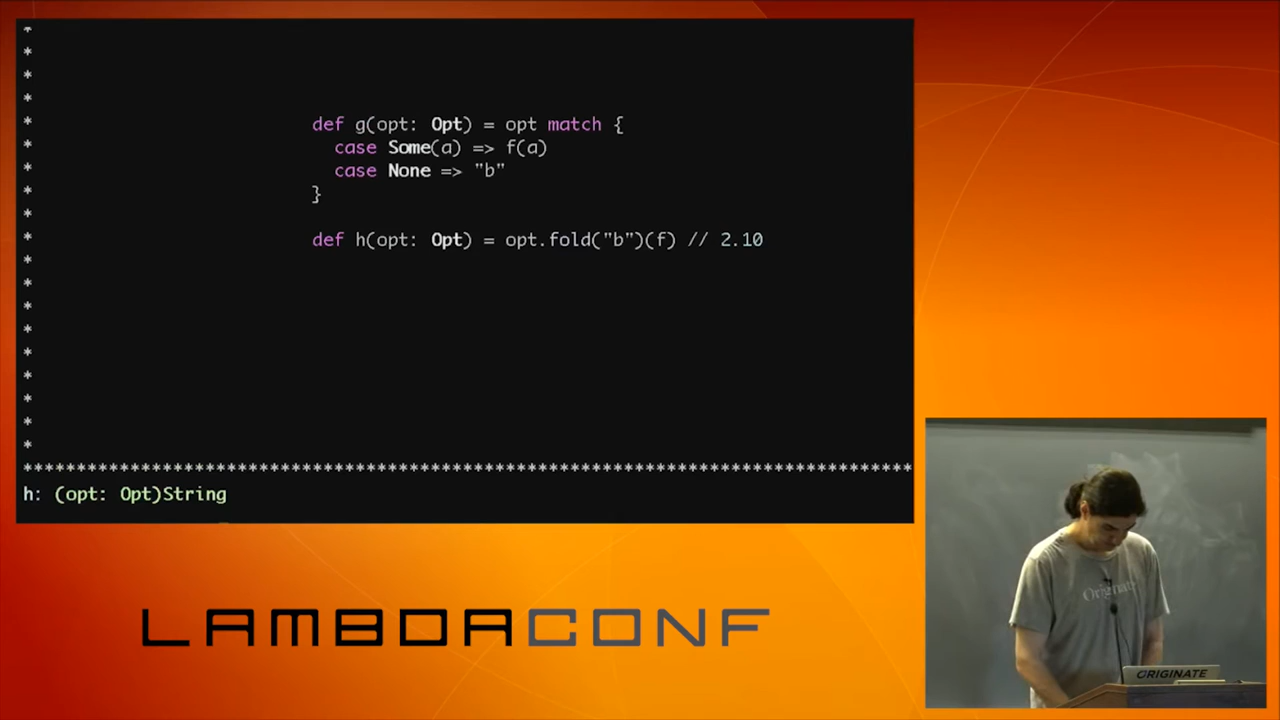 *
*
*
*
*
def g(opt: Opt) = opt match {
* case Some(a) => f(a)
* case None => "b"
* }
*
* def h(opt: Opt) = opt.fold("b")(f) // 2.10
*
*
*
*
*
*
*
*
*
***********************************************************************************
h: (opt: Opt)String
LAMBDACONF
Originate
ORIGINATE